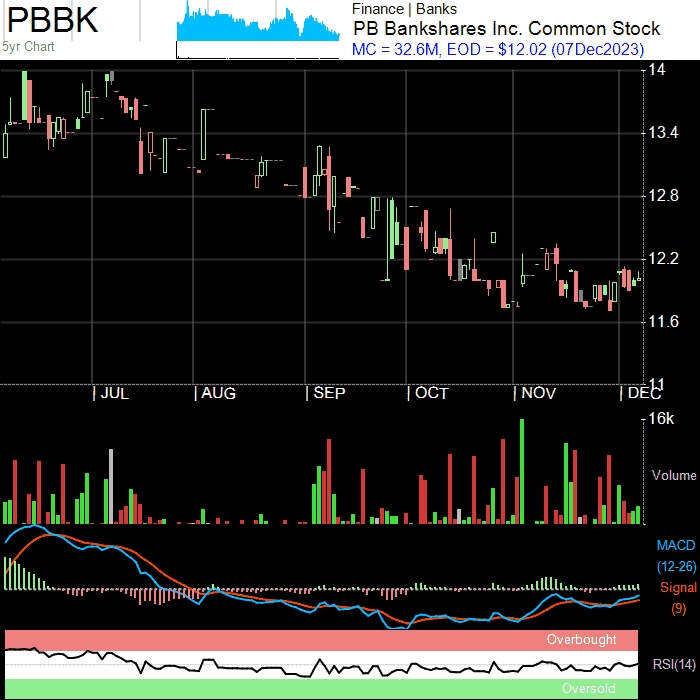 PBBK
5yr Chart
Finance | Banks
PB Bankshares Inc. Common Stock
MC = 32.6M, EOD = $12.02 (07Dec2023)
14
13.4
12.8
12.2
11.6
11
JUL AUG SEP OCT NOV DEC
16k
Volume
MACD
(12-26)
Signal
(9)
Overbought
RSI(14)
Oversold